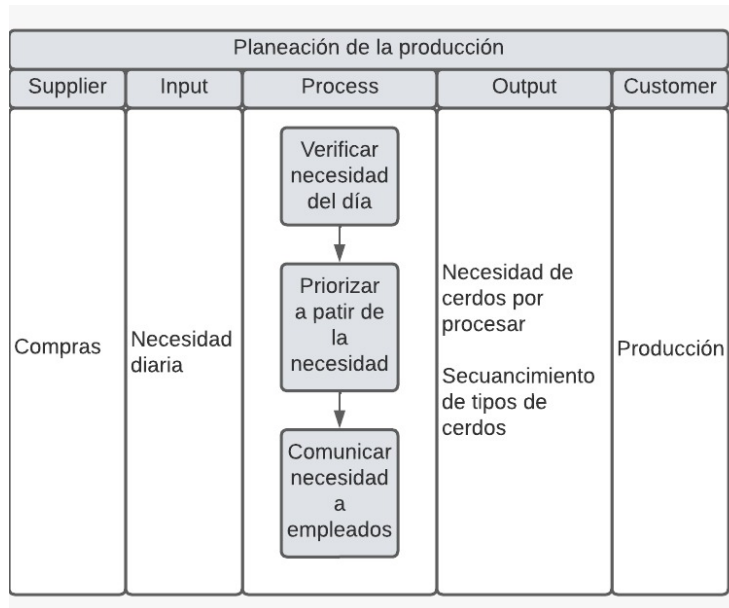 Planeación de la producción
Supplier
Input
Process
Output
Customer
Compras
Necesidad
diaria
Verificar
necesidad
del día
Priorizar
a patir de
la
necesidad
Comunicar
necesidad
a
empleados
Necesidad de
cerdos por
procesar
Secuancimiento
de tipos de
cerdos
Producción